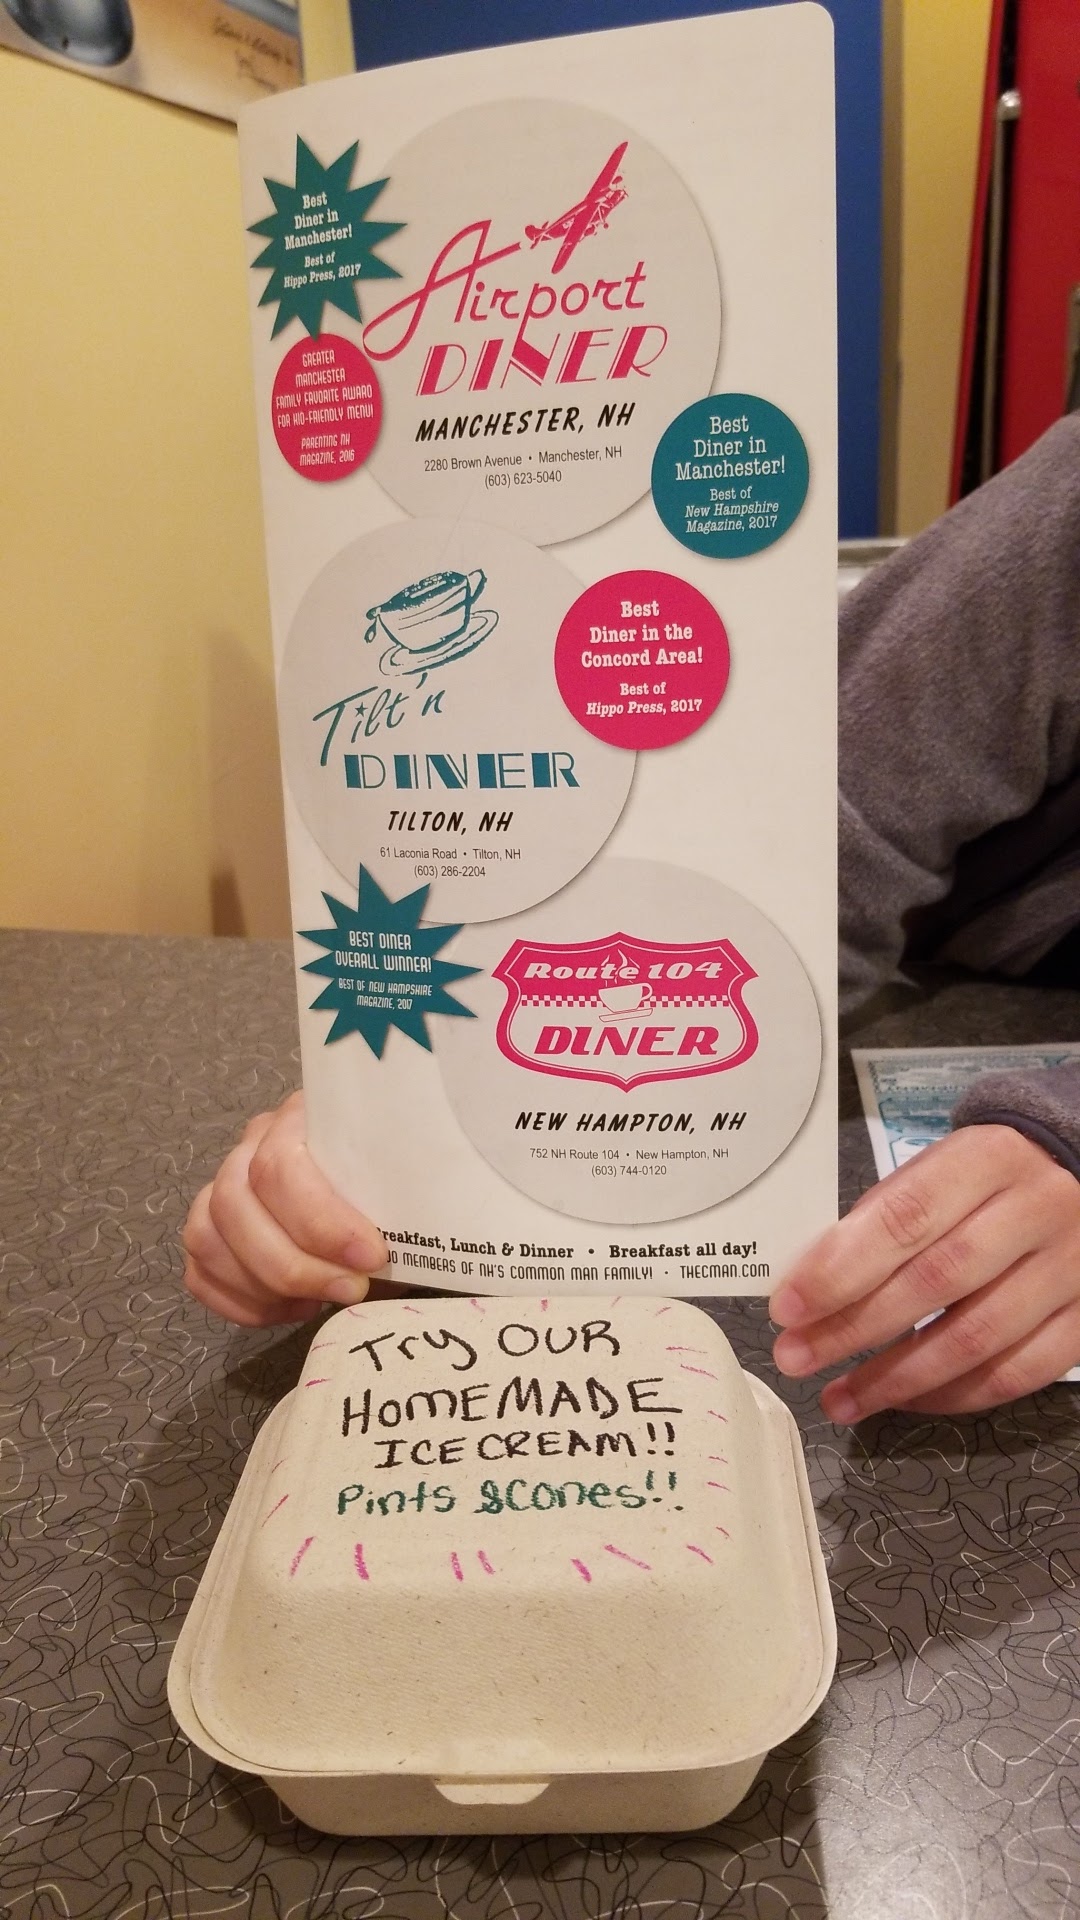 Best
Diner in
Manchester!
Best of
Hippo Press, 2017
Airport
DINER
MANCHESTER, NH
2280 Brown Avenue • Manchester, NH
(603) 623-5040
GREATER
MANCHESTER
FAMILY FAVORITE AWARD
FOR KID-FRIENDLY MENU!
PARENTING NH
MAGAZINE, 2016
Best
Diner in
Manchester!
Best of
New Hampshire
Magazine, 2017
Best
Diner in the
Concord Area!
Best of
Hippo Press, 2017
Tilt'n
DINER
TILTON, NH
61 Laconia Road • Tilton, NH
(603) 286-2204
BEST DINER
OVERALL WINNER!
BEST OF NEW HAMPSHIRE
MAGAZINE, 2017
Route 104
DINER
NEW HAMPTON, NH
752 NH Route 104 • New Hampton, NH
(603) 744-0120
reakfast, Lunch & Dinner • Breakfast all day!
MEMBERS OF NH'S COMMON MAN FAMILY! • THECMAN.COM
Try OUR
HOMEMADE
ICE CREAM!!
Pints & Cones!!